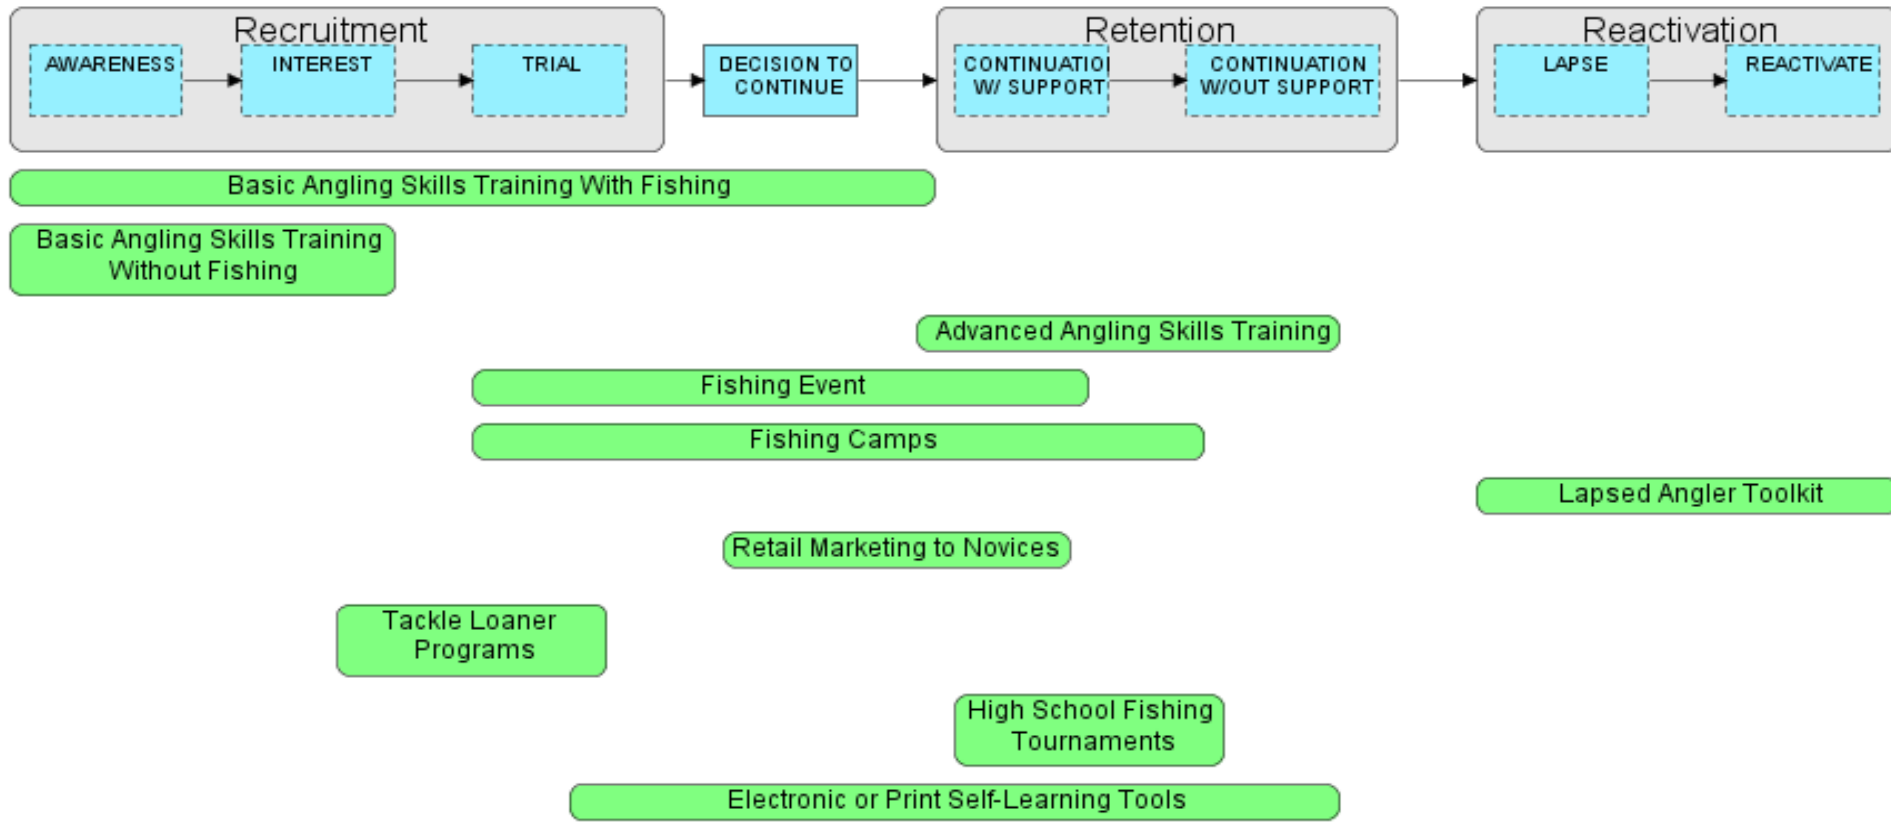 Recruitment
Retention
Reactivation
AWARENESS
INTEREST
TRIAL
DECISION TO
CONTINUE
CONTINUATIO
W/ SUPPORT
CONTINUATION
W/OUT SUPPORT
LAPSE
REACTIVATE
Basic Angling Skills Training With Fishing
Basic Angling Skills Training
Without Fishing
Advanced Angling Skills Training
Fishing Event
Fishing Camps
Lapsed Angler Toolkit
Retail Marketing to Novices
Tackle Loaner
Programs
High School Fishing
Tournaments
Electronic or Print Self-Learning Tools